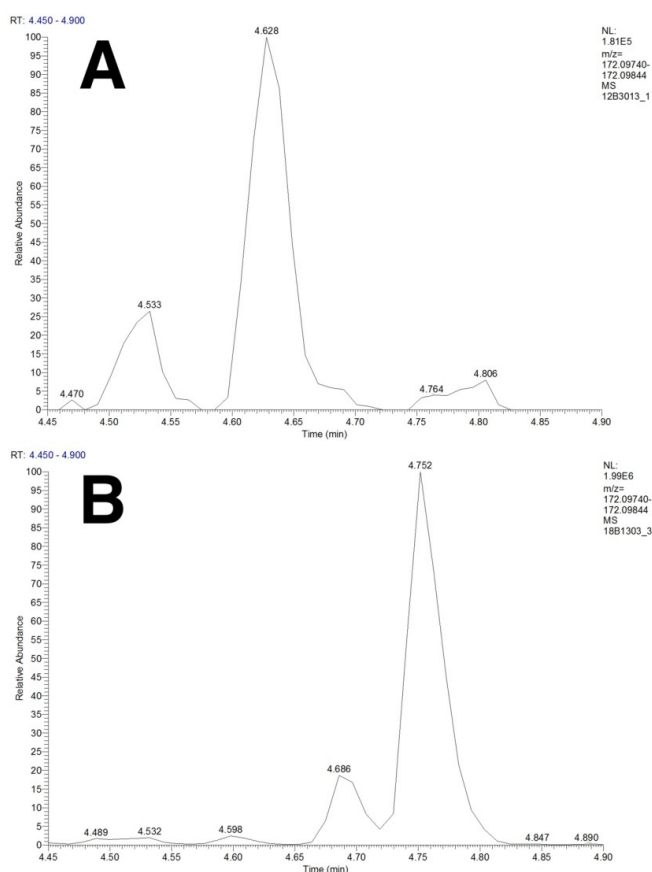 RT: 4.450 - 4.900
A
NL:
1.81E5
m/z=
172.09740-
172.09844
MS
12B3013_1
100
95
90
85
80
75
70
65
60
55
50
45
40
35
30
25
20
15
10
5
0
Relative Abundance
4.628
4.533
4.470
4.764
4.806
4.45 4.50 4.55 4.60 4.65 4.70 4.75 4.80 4.85 4.90
Time (min)
RT: 4.450 - 4.900
B
NL:
1.99E6
m/z=
172.09740-
172.09844
MS
18B1303_3
100
95
90
85
80
75
70
65
60
55
50
45
40
35
30
25
20
15
10
5
0
Relative Abundance
4.752
4.686
4.489 4.532 4.598 4.847 4.890
4.45 4.50 4.55 4.60 4.65 4.70 4.75 4.80 4.85 4.90
Time (min)